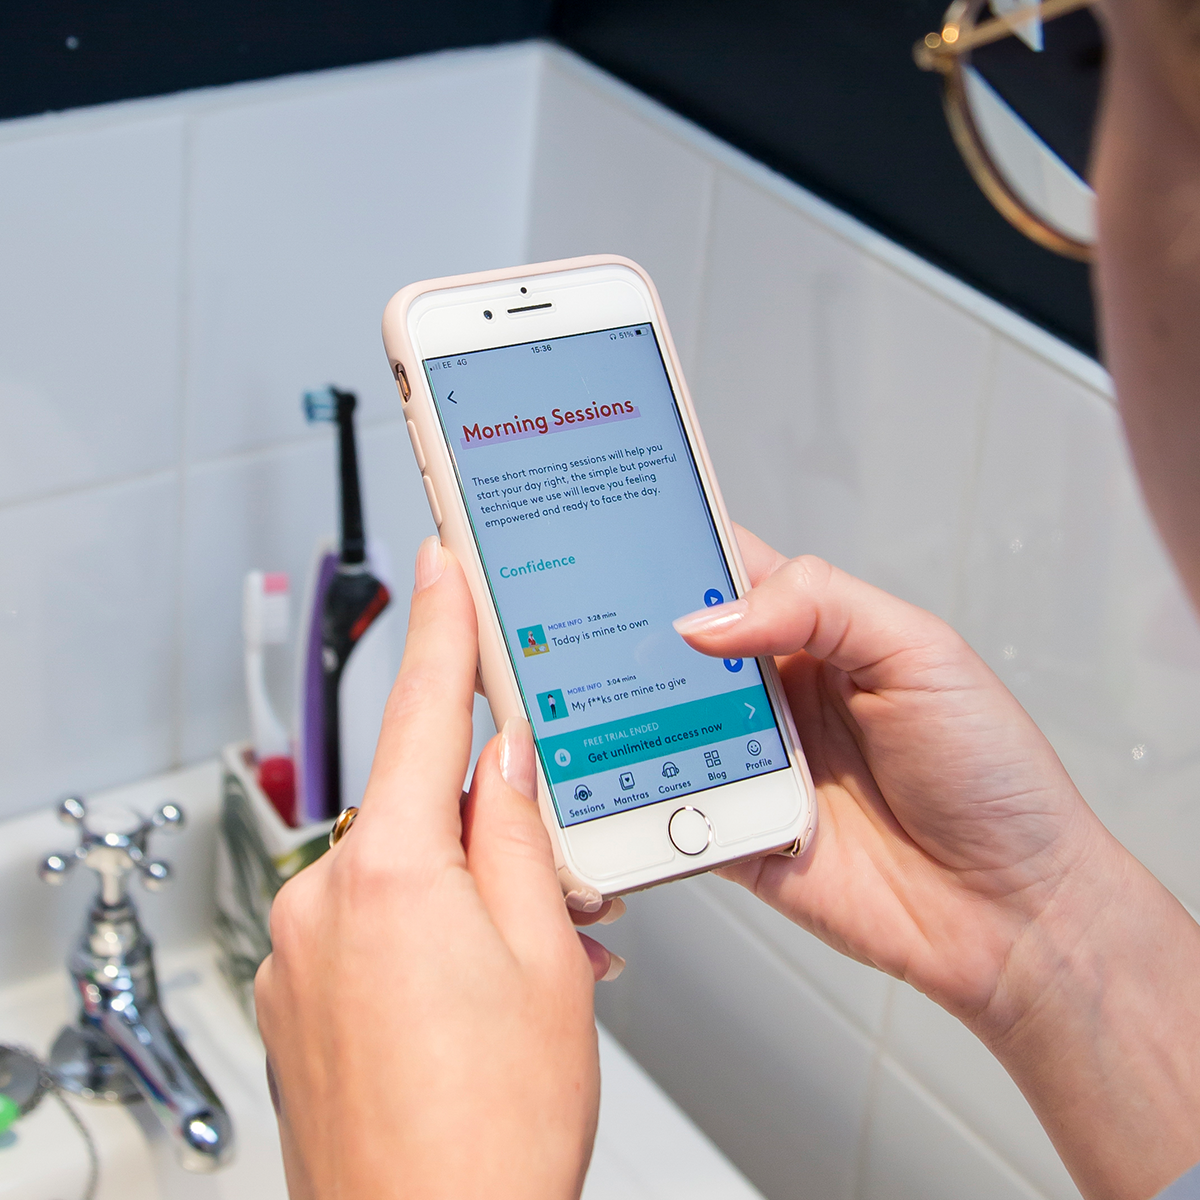 EE 4G 15:36 51%
Morning Sessions
These short morning sessions will help you
start your day right, the simple but powerful
technique we use will leave you feeling
empowered and ready to face the day.
Confidence
MORE INFO 3:28 mins
Today is mine to own
MORE INFO 3:04 mins
My f**ks are mine to give
FREE TRIAL ENDED
Get unlimited access now
Sessions Mantras Courses Blog Profile